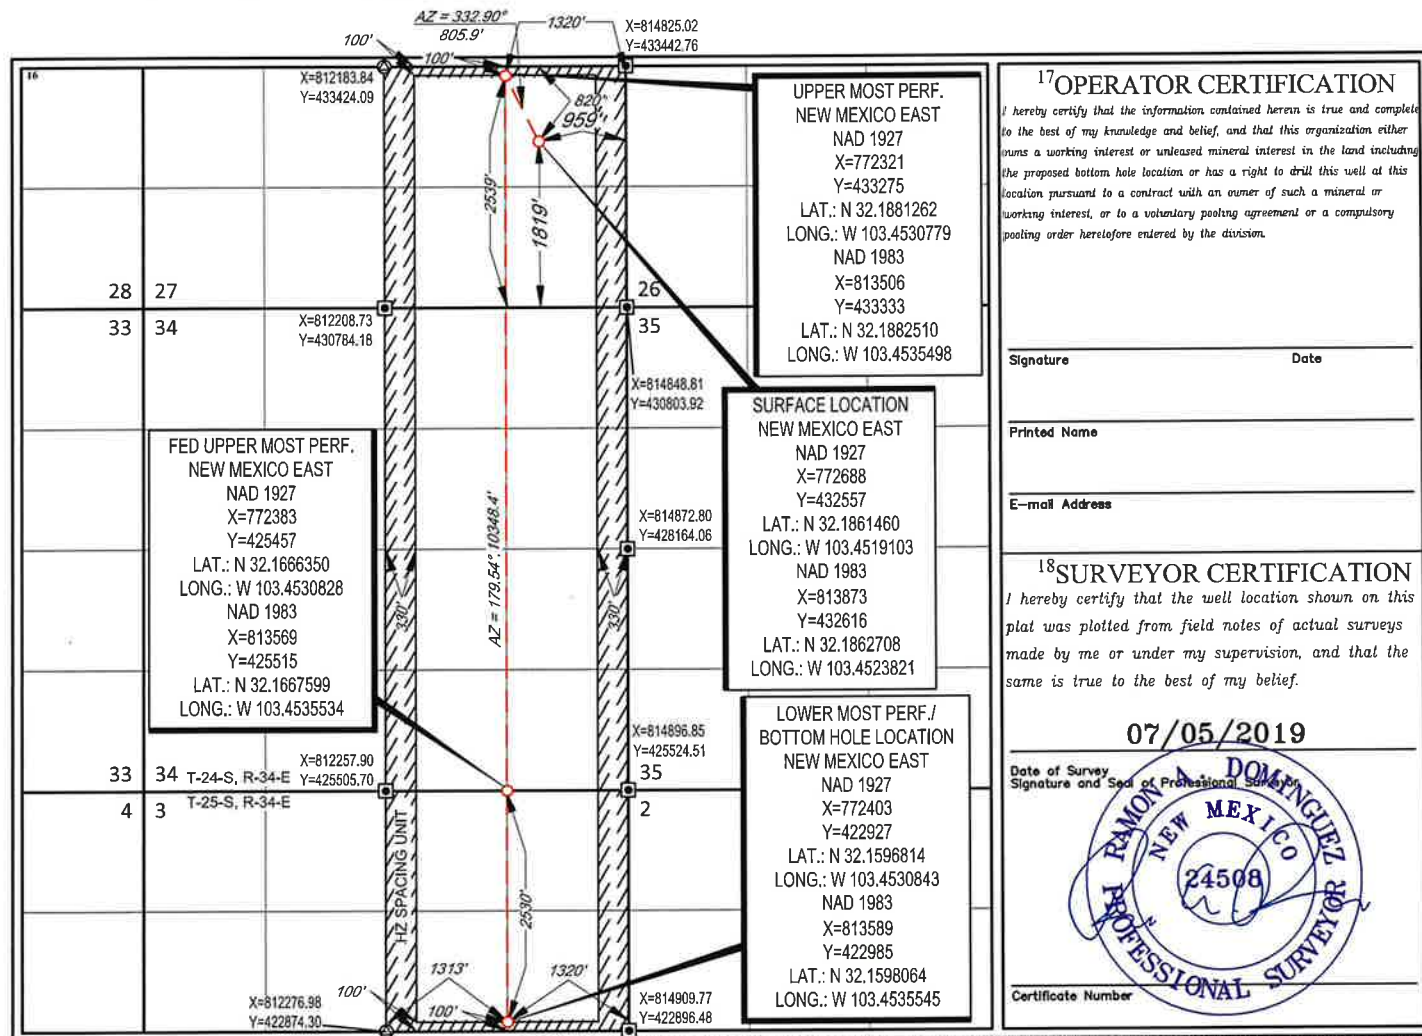 16
AZ = 332.90°
805.9'
1320'
100'
100'
X=814825.02
Y=433442.76
X=812183.84
Y=433424.09
820'
959'
2539'
1819'
28
27
26
33
34
35
X=812208.73
Y=430784.18
X=814848.81
Y=430803.92
UPPER MOST PERF.
NEW MEXICO EAST
NAD 1927
X=772321
Y=433275
LAT.: N 32.1881262
LONG.: W 103.4530779
NAD 1983
X=813506
Y=433333
LAT.: N 32.1882510
LONG.: W 103.4535498
SURFACE LOCATION
NEW MEXICO EAST
NAD 1927
X=772688
Y=432557
LAT.: N 32.1861460
LONG.: W 103.4519103
NAD 1983
X=813873
Y=432616
LAT.: N 32.1862708
LONG.: W 103.4523821
FED UPPER MOST PERF.
NEW MEXICO EAST
NAD 1927
X=772383
Y=425457
LAT.: N 32.1666350
LONG.: W 103.4530828
NAD 1983
X=813569
Y=425515
LAT.: N 32.1667599
LONG.: W 103.4535534
X=814872.80
Y=428164.06
330'
AZ = 179.54°, 10348.4'
330'
LOWER MOST PERF./
BOTTOM HOLE LOCATION
NEW MEXICO EAST
NAD 1927
X=772403
Y=422927
LAT.: N 32.1596814
LONG.: W 103.4530843
NAD 1983
X=813589
Y=422985
LAT.: N 32.1598064
LONG.: W 103.4535545
X=814896.85
Y=425524.51
X=812257.90
Y=425505.70
33
34
T-24-S, R-34-E
35
4
3
T-25-S, R-34-E
2
HZ SPACING UNIT
2530'
1313'
1320'
100'
100'
X=812276.98
Y=422874.30
X=814909.77
Y=422896.48
17 OPERATOR CERTIFICATION
I hereby certify that the information contained herein is true and complete
to the best of my knowledge and belief, and that this organization either
owns a working interest or unleased mineral interest in the land including
the proposed bottom hole location or has a right to drill this well at this
location pursuant to a contract with an owner of such a mineral or
working interest, or to a voluntary pooling agreement or a compulsory
pooling order heretofore entered by the division.
Signature Date
Printed Name
E-mail Address
18 SURVEYOR CERTIFICATION
I hereby certify that the well location shown on this
plat was plotted from field notes of actual surveys
made by me or under my supervision, and that the
same is true to the best of my belief.
07/05/2019
Date of Survey
Signature and Seal of Professional Surveyor
RAMON A. DOMINGUEZ
NEW MEXICO
24508
PROFESSIONAL SURVEYOR
Certificate Number